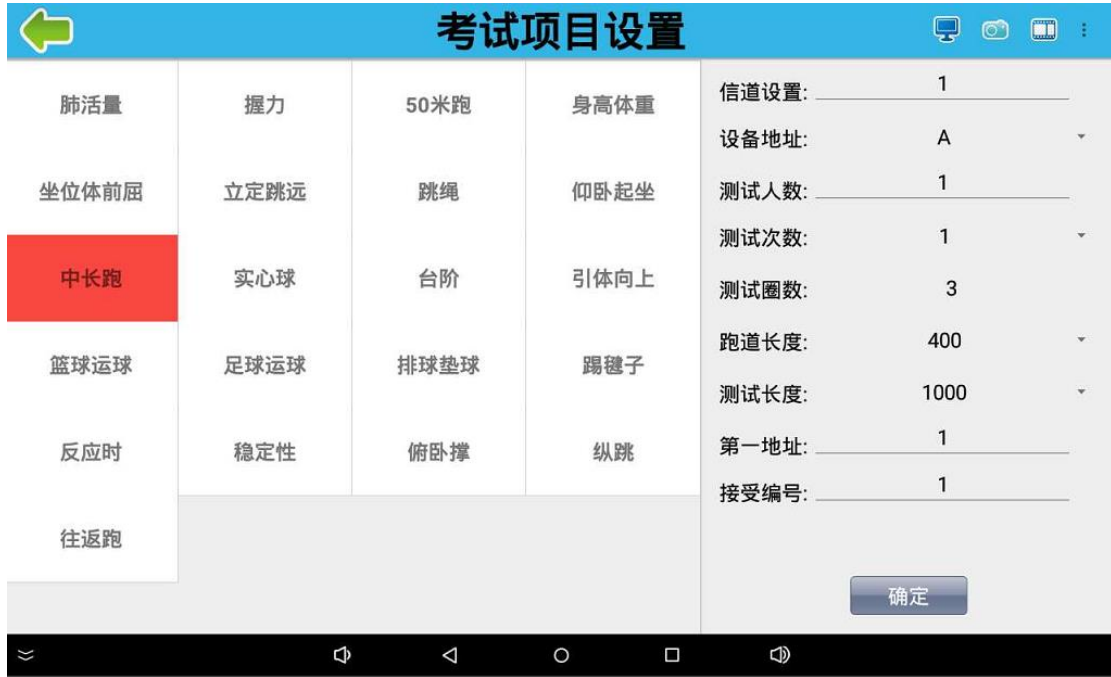 考试项目设置
肺活量 握力 50米跑 身高体重
坐位体前屈 立定跳远 跳绳 仰卧起坐
中长跑 实心球 台阶 引体向上
篮球运球 足球运球 排球垫球 踢毽子
反应时 稳定性 俯卧撑 纵跳
往返跑
信道设置: 1
设备地址: A
测试人数: 1
测试次数: 1
测试圈数: 3
跑道长度: 400
测试长度: 1000
第一地址: 1
接受编号: 1
确定